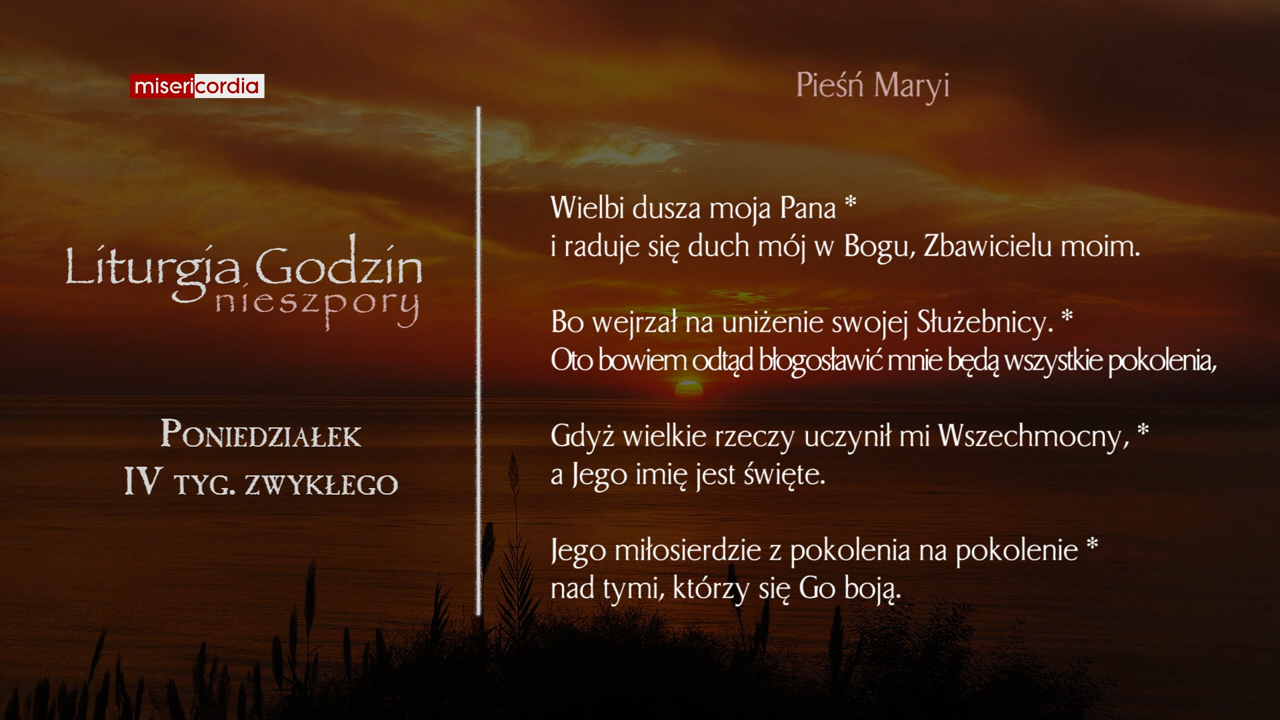 misericordia
Liturgia Godzin
nieszpory
Poniedziałek
IV tyg. zwykłego
Pieśń Maryi
Wielbi dusza moja Pana *
i raduje się duch mój w Bogu, Zbawicielu moim.
Bo wejrzał na uniżenie swojej Służebnicy. *
Oto bowiem odtąd błogosławić mnie będą wszystkie pokolenia,
Gdyż wielkie rzeczy uczynił mi Wszechmocny, *
a Jego imię jest święte.
Jego miłosierdzie z pokolenia na pokolenie *
nad tymi, którzy się Go boją.